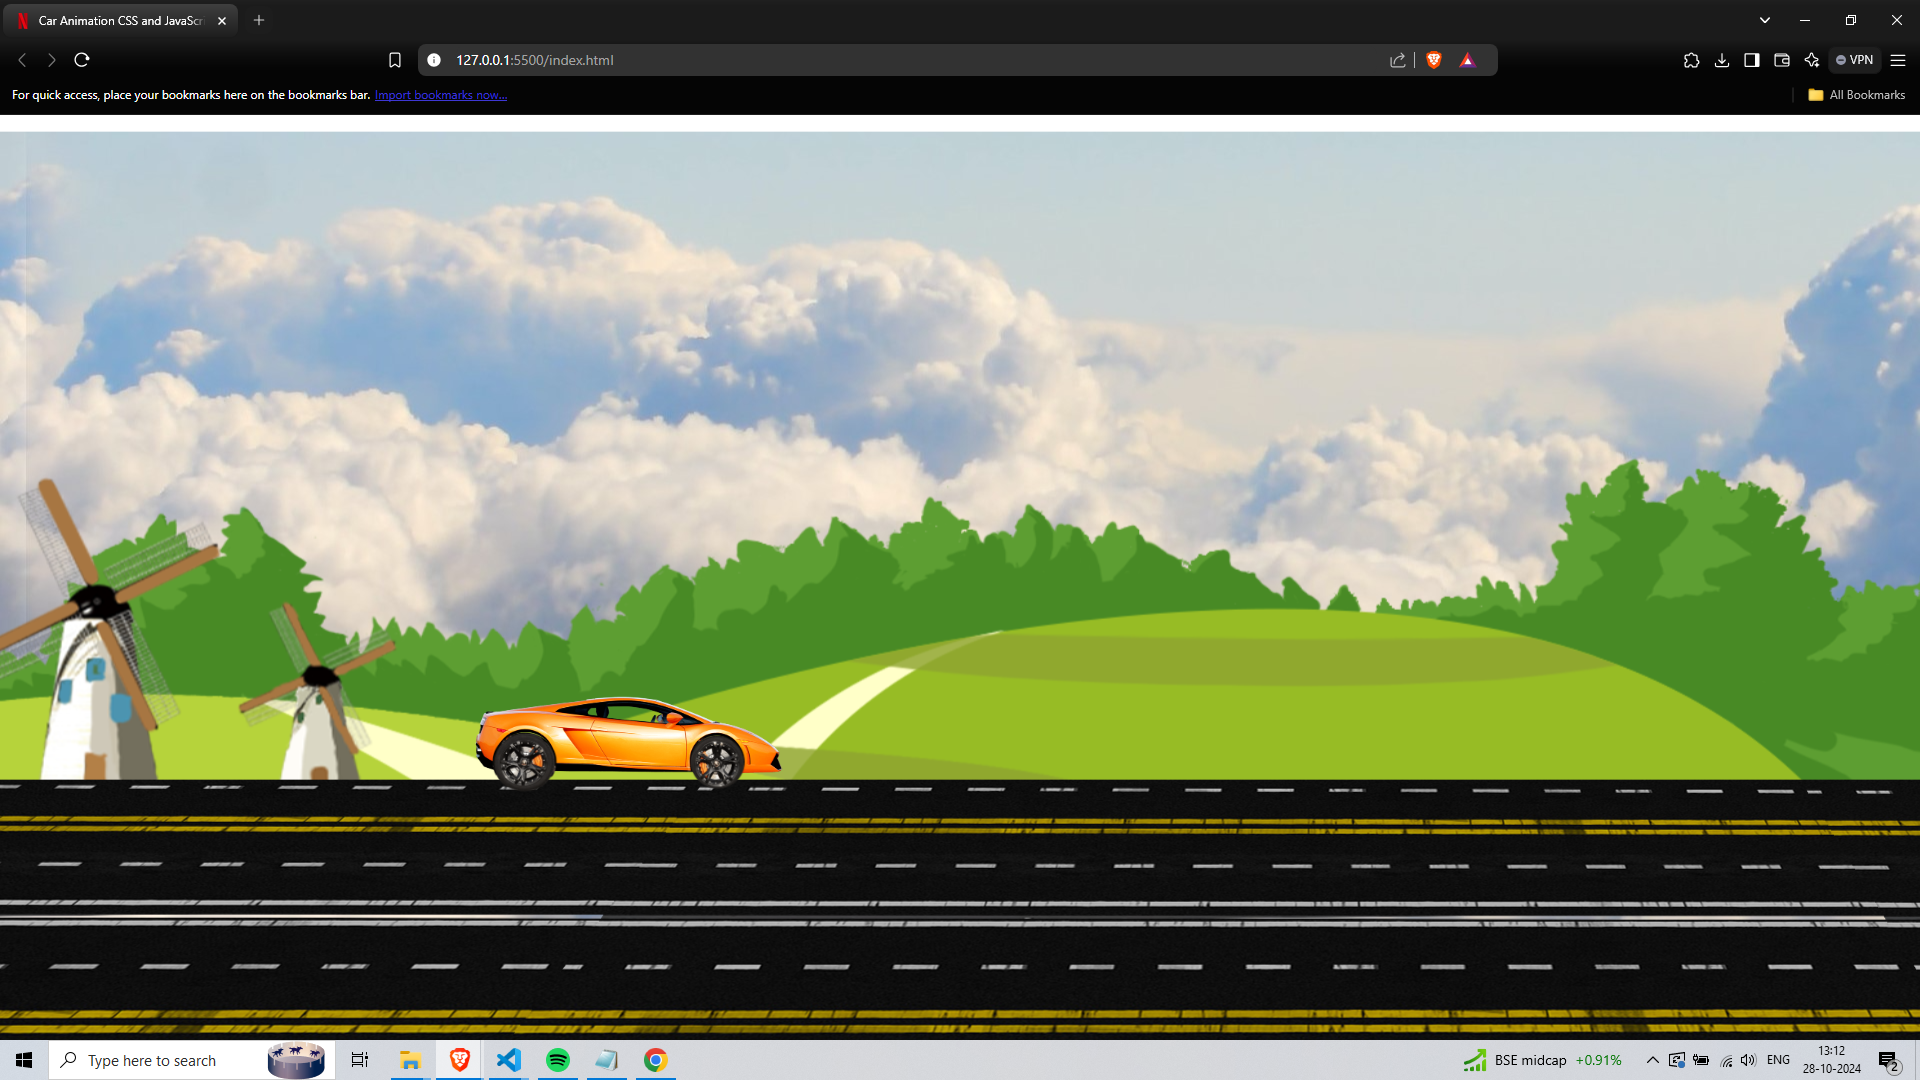 Car Animation CSS and JavaScri
127.0.0.1:5500/index.html
VPN
For quick access, place your bookmarks here on the bookmarks bar. Import bookmarks now...
All Bookmarks
Type here to search
BSE midcap +0.91%
ENG
13:12
28-10-2024
2